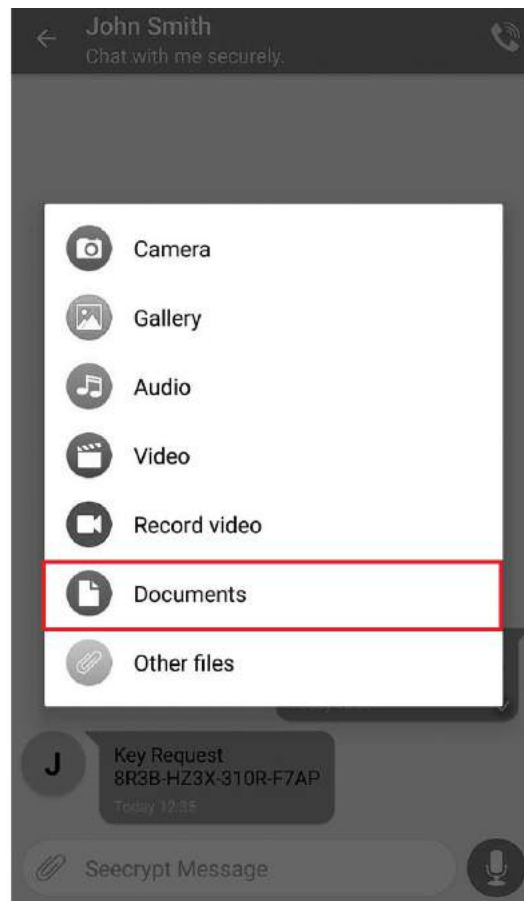 John Smith
Chat with me securely.
Camera
Gallery
Audio
Video
Record video
Documents
Other files
Key Request
8R3B-HZ3X-310R-F7AP
Today 12:35
J
Seecrypt Message